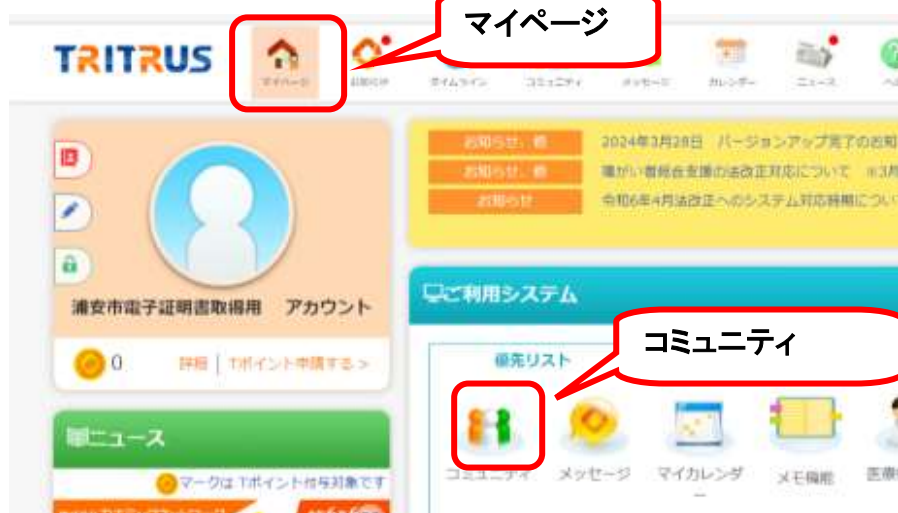 マイページ
TRITRUS
マイページ
お知らせ
タイムライン
コミュニティ
メッセージ
カレンダー
ニュース
お知らせ、他
2024年3月28日 バージョンアップ完了のお知
お知らせ、他
障がい者総合支援の法改正対応について ※3月
お知らせ
令和6年4月法改正へのシステム対応時期につい
浦安市電子証明書取得用 アカウント
0 詳細 | Tポイント申請する >
ご利用システム
コミュニティ
優先リスト
コミュニティ
メッセージ
マイカレンダー
メモ機能
医療
ニュース
マークは Tポイント付与対象です